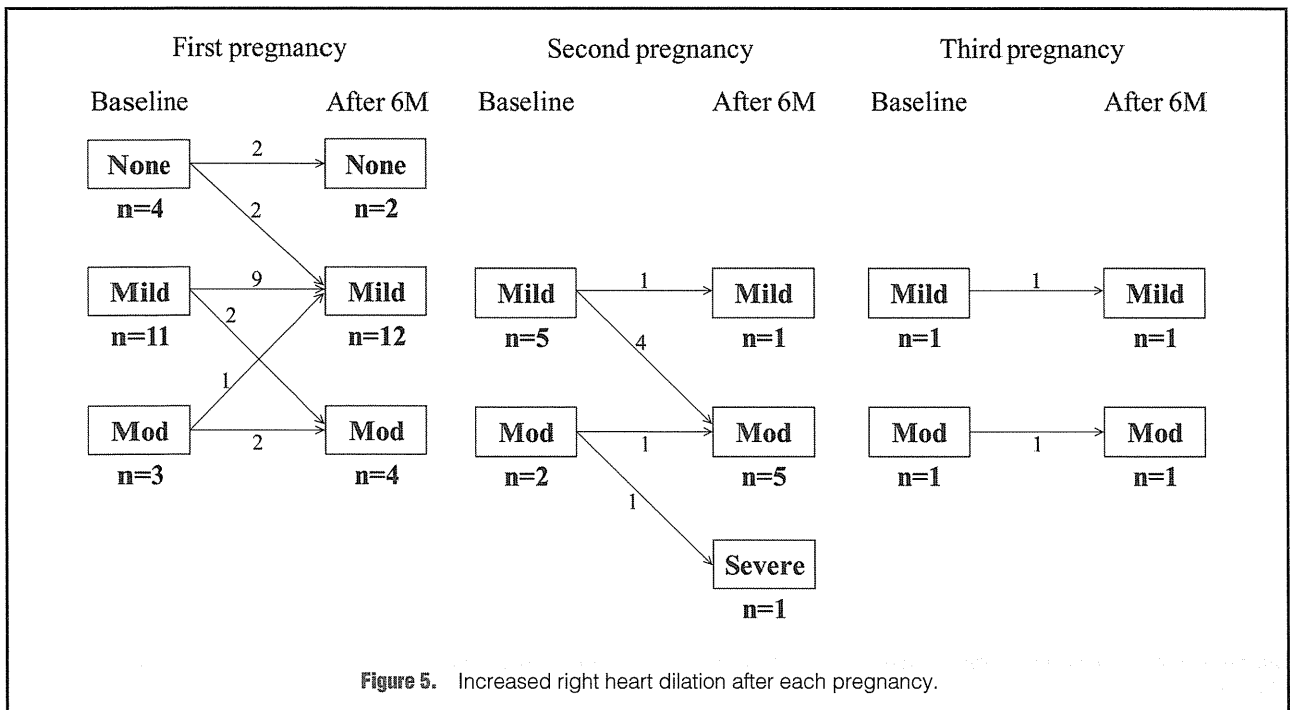 First pregnancy Second pregnancy Third pregnancy
Baseline After 6M Baseline After 6M Baseline After 6M
None 2 None
n=4 2 n=2
Mild 9 Mild Mild 1 Mild Mild 1 Mild
n=11 2 n=12 n=5 4 n=1 n=1 n=1
1
Mod 2 Mod Mod 1 Mod Mod 1 Mod
n=3 n=4 n=2 1 n=5 n=1 n=1
Severe
n=1
Figure 5. Increased right heart dilation after each pregnancy.